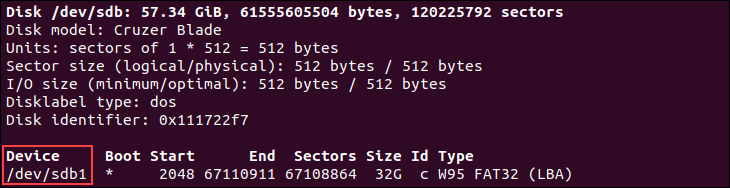 Disk /dev/sdb: 57.34 GiB, 61555605504 bytes, 120225792 sectors
Disk model: Cruzer Blade
Units: sectors of 1 * 512 = 512 bytes
Sector size (logical/physical): 512 bytes / 512 bytes
I/O size (minimum/optimal): 512 bytes / 512 bytes
Disklabel type: dos
Disk identifier: 0x111722f7

Device     Boot Start      End  Sectors Size Id Type
/dev/sdb1  *     2048 67110911 67108864  32G  c W95 FAT32 (LBA)